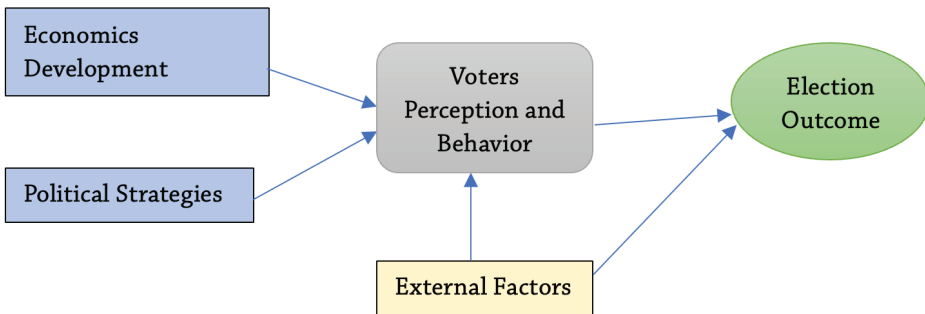 Economics
Development
Voters
Perception and
Behavior
Election
Outcome
Political Strategies
External Factors